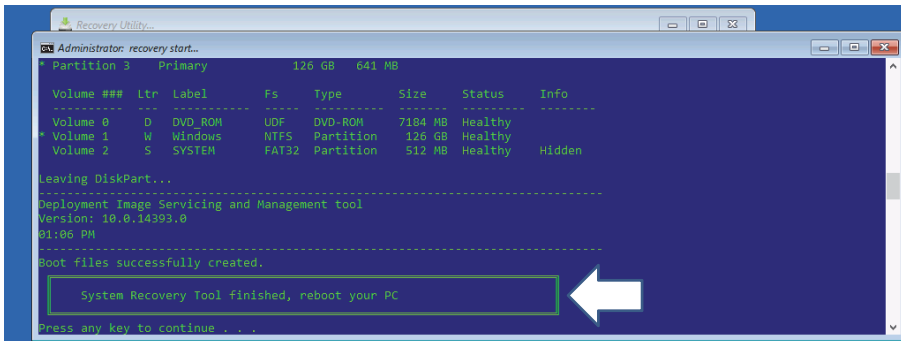 Recovery Utility...
Administrator: recovery start...
* Partition 3    Primary            126 GB   641 MB
Volume ###  Ltr  Label        Fs     Type        Size     Status     Info
----------  ---  -----------  -----  ----------  -------  ---------  --------
Volume 0     D   DVD_ROM      UDF    DVD-ROM     7184 MB  Healthy
* Volume 1     W   Windows      NTFS   Partition    126 GB  Healthy
Volume 2     S   SYSTEM       FAT32  Partition    512 MB  Healthy    Hidden
Leaving DiskPart...
Deployment Image Servicing and Management tool
Version: 10.0.14393.0
01:06 PM
Boot files successfully created.
System Recovery Tool finished, reboot your PC
Press any key to continue . . .